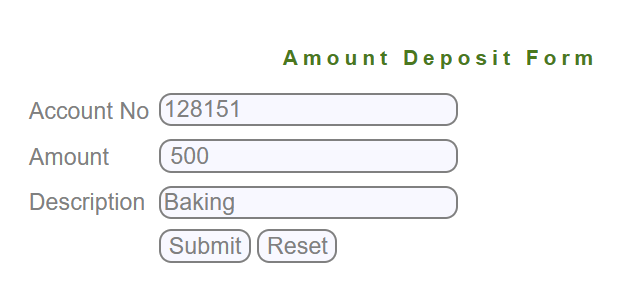 Amount Deposit Form
Account No 128151
Amount 500
Description Baking
Submit Reset